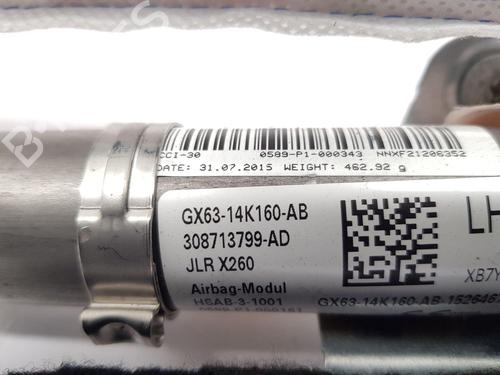 CCI-30 0589-P1-000343 NNXF21206352
DATE: 31.07.2015 WEIGHT: 462.92 g
GX63-14K160-AB
308713799-AD
JLR X260
Airbag-Modul
H6AB-3-1001
LH
XB7Y
GX63-14K160-AB-152646